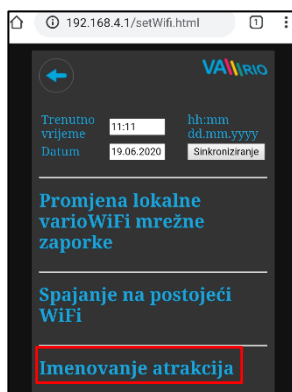 192.168.4.1/setWifi.html 1
VARIO
Trenutno vrijeme 11:11 hh:mm
dd.mm.yyyy
Datum 19.06.2020 Sinkroniziranje
Promjena lokalne
varioWiFi mrežne
zaporke
Spajanje na postojeći
WiFi
Imenovanje atrakcija